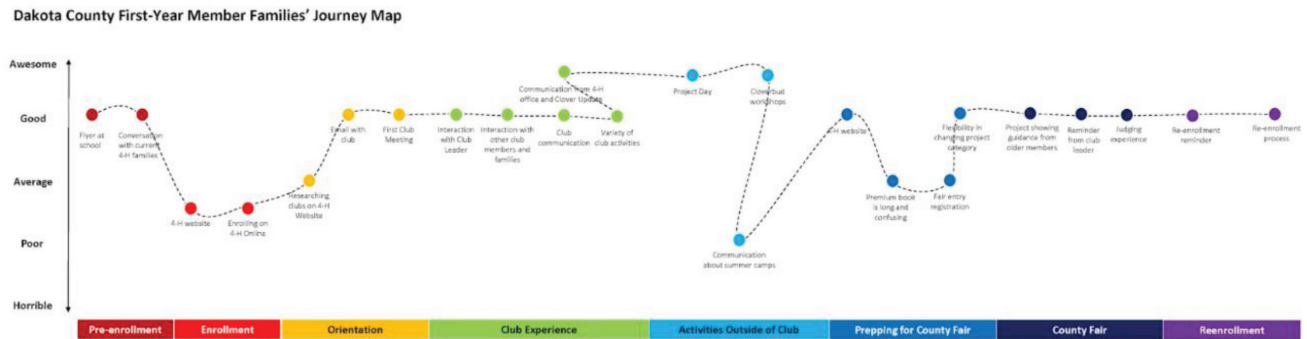 Dakota County First-Year Member Families' Journey Map
Awesome
Good
Average
Poor
Horrible
Flyer at
school
Conversation
with current
4-H families
4-H website
Enrolling on
4-H Online
Researching
clubs on 4-H
Website
Email with
club
First Club
Meeting
Interaction
with Club
Leader
Interaction
with other
club
members and
families
Communication from 4-H
office and Clover Update
Club
communication
Variety of
club activities
Project Day
Cloverbud
workshops
Communication
about summer camps
4-H website
Premium book
is long and
confusing
Fair entry
registration
Flexibility in
changing project
category
Project showing
guidance from
older members
Reminder
from club
leader
Judging
experience
Re-enrollment
reminder
Re-enrollment
process
Pre-enrollment
Enrollment
Orientation
Club Experience
Activities Outside of Club
Prepping for County Fair
County Fair
Reenrollment